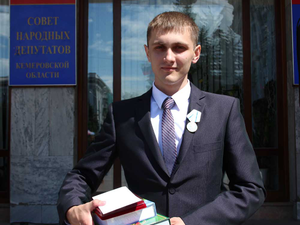 СОВЕТ
НАРОДНЫХ
ДЕПУТАТОВ
КЕМЕРОВСКОЙ
ОБЛАСТИ